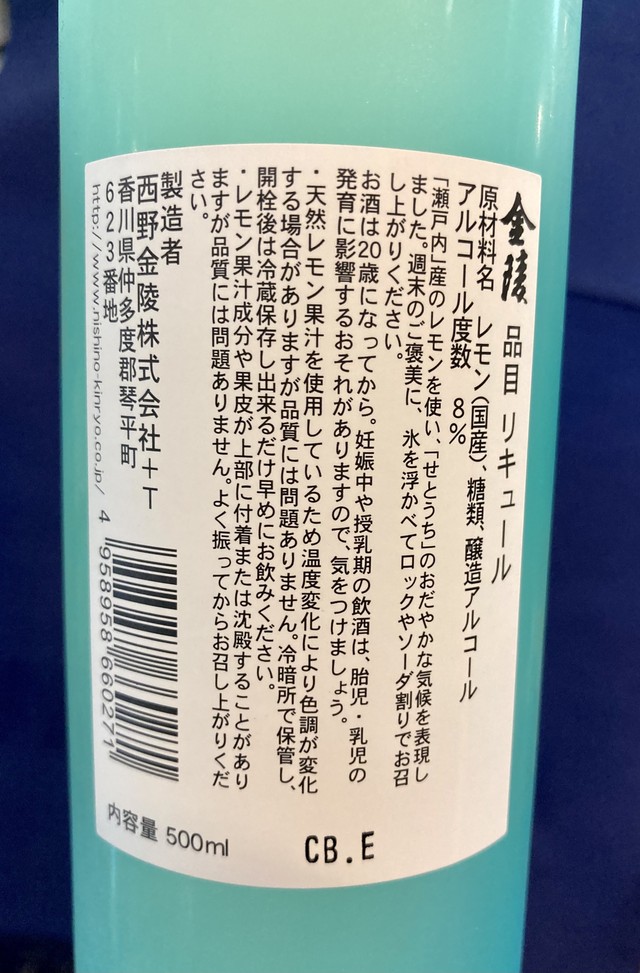 金陵 品目 リキュール
原材料名 レモン(国産)、糖類、醸造アルコール
アルコール度数 8%
「瀬戸内」産のレモンを使い、「せとうち」のおだやかな気候を表現し
ました。週末のご褒美に、氷を浮かべてロックやソーダ割りでお召
し上がりください。
お酒は20歳になってから。妊娠中や授乳期の飲酒は、胎児・乳児の
発育に影響するおそれがありますので、気をつけましょう。
・天然レモン果汁を使用しているため温度変化により色調が変化
する場合がありますが品質には問題ありません。冷暗所で保管し、
開栓後は冷蔵保存し出来るだけ早めにお飲みください。
・レモン果汁成分や果皮が上部に付着または沈殿することがあり
ますが品質には問題ありません。よく振ってからお召し上がりくだ
さい。
製造者
西野金陵株式会社+T
香川県仲多度郡琴平町
623番地
http://www.nishino-kinryo.co.jp/
4 958958 660271
内容量 500ml
CB.E